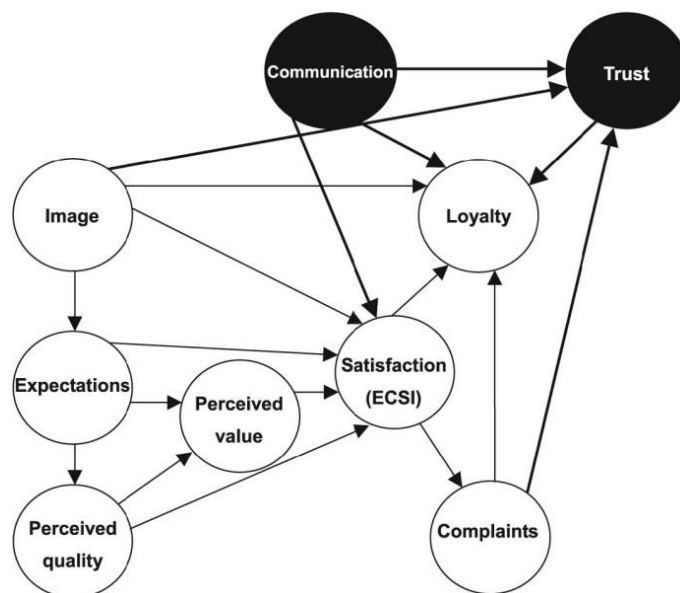 Communication
Trust
Image
Loyalty
Expectations
Perceived
value
Satisfaction
(ECSI)
Perceived
quality
Complaints